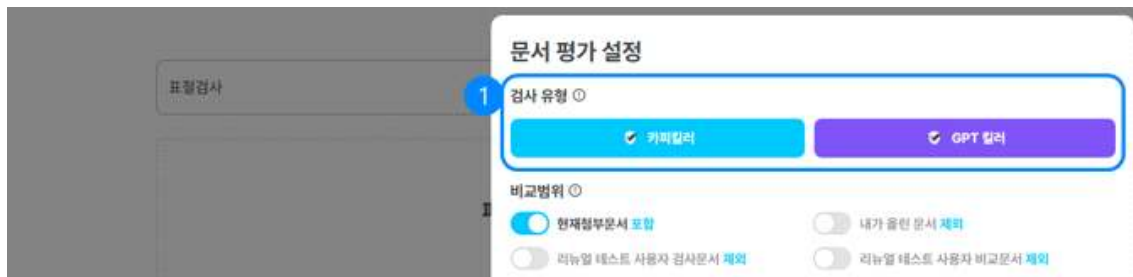 문서 평가 설정
표절검사
1 검사 유형
카피킬러 GPT 킬러
비교범위
현재첨부문서 포함 내가 올린 문서 제외
리뉴얼 테스트 사용자 검사문서 제외 리뉴얼 테스트 사용자 비교문서 제외